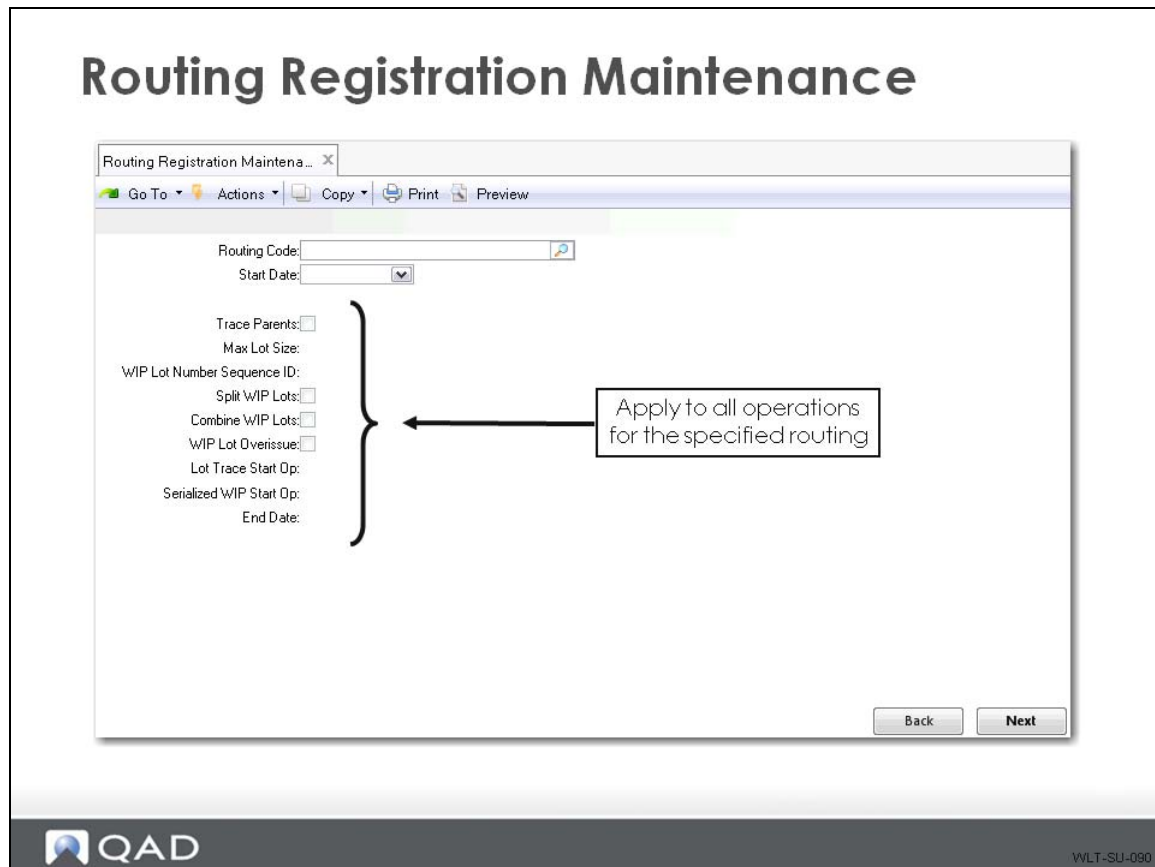 Routing Registration Maintenance
Routing Registration Maintena...
Go To Actions Copy Print Preview
Routing Code:
Start Date:
Trace Parents:
Max Lot Size:
WIP Lot Number Sequence ID:
Split WIP Lots:
Combine WIP Lots:
WIP Lot Overissue:
Lot Trace Start Op:
Serialized WIP Start Op:
End Date:
Apply to all operations
for the specified routing
Back Next
QAD
WLT-SU-090